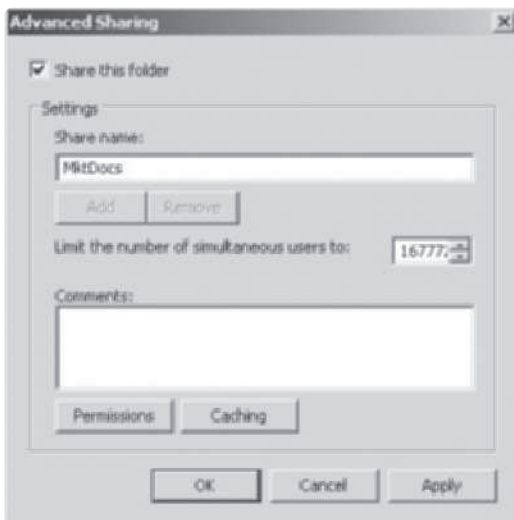 Advanced Sharing
Share this folder
Settings
Share name:
MktDocs
Add Remove
Limit the number of simultaneous users to: 16777
Comments:
Permissions Caching
OK Cancel Apply